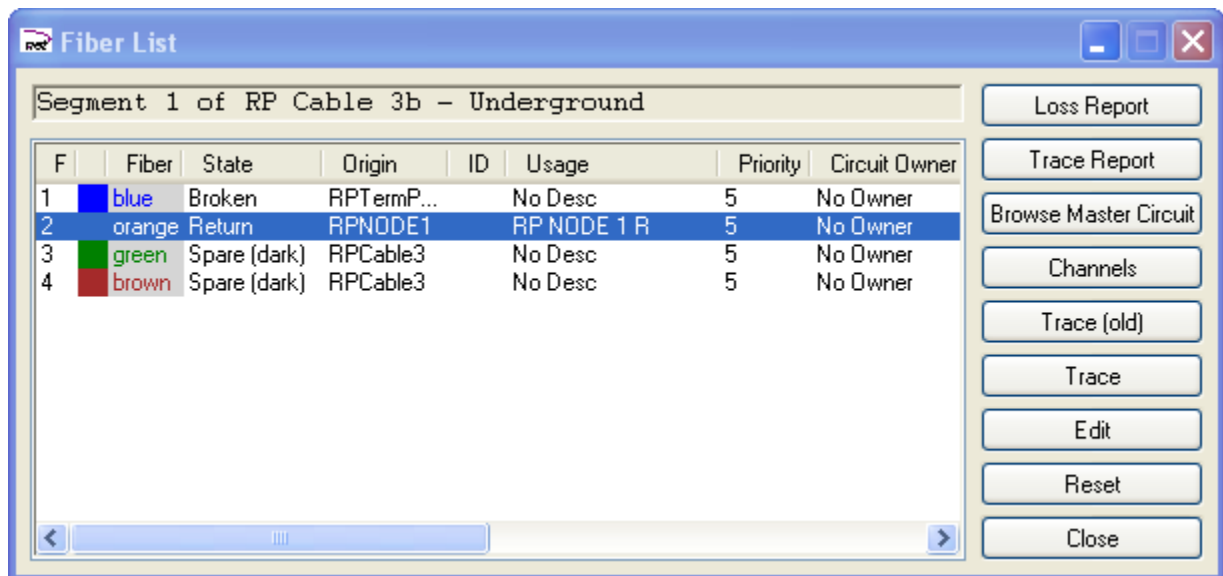 Fiber List
Segment 1 of RP Cable 3b - Underground
F Fiber State Origin ID Usage Priority Circuit Owner
1 blue Broken RPTermP... No Desc 5 No Owner
2 orange Return RPNODE1 RP NODE 1 R 5 No Owner
3 green Spare (dark) RPCable3 No Desc 5 No Owner
4 brown Spare (dark) RPCable3 No Desc 5 No Owner
Loss Report
Trace Report
Browse Master Circuit
Channels
Trace (old)
Trace
Edit
Reset
Close